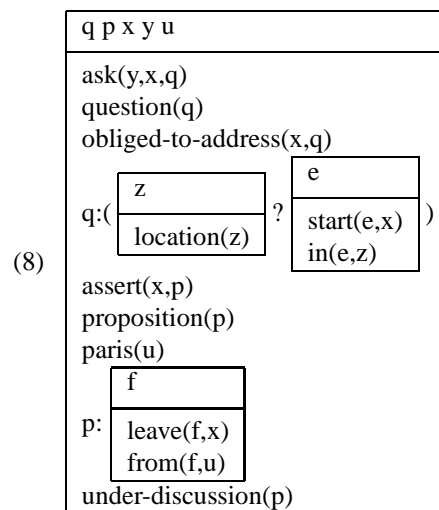 q p x y u
ask(y,x,q)
question(q)
obliged-to-address(x,q)
z
e
q:(
?
)
location(z)
start(e,x)
in(e,z)
(8)
assert(x,p)
proposition(p)
paris(u)
f
p:
leave(f,x)
from(f,u)
under-discussion(p)